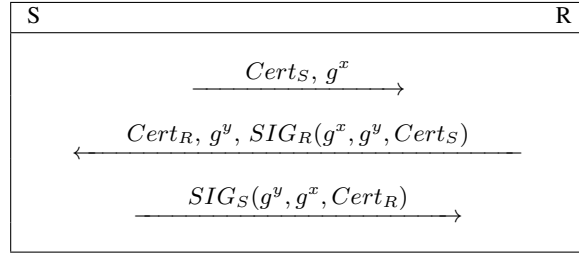 S R
Cert_S, g^x
Cert_R, g^y, SIG_R(g^x, g^y, Cert_S)
SIG_S(g^y, g^x, Cert_R)